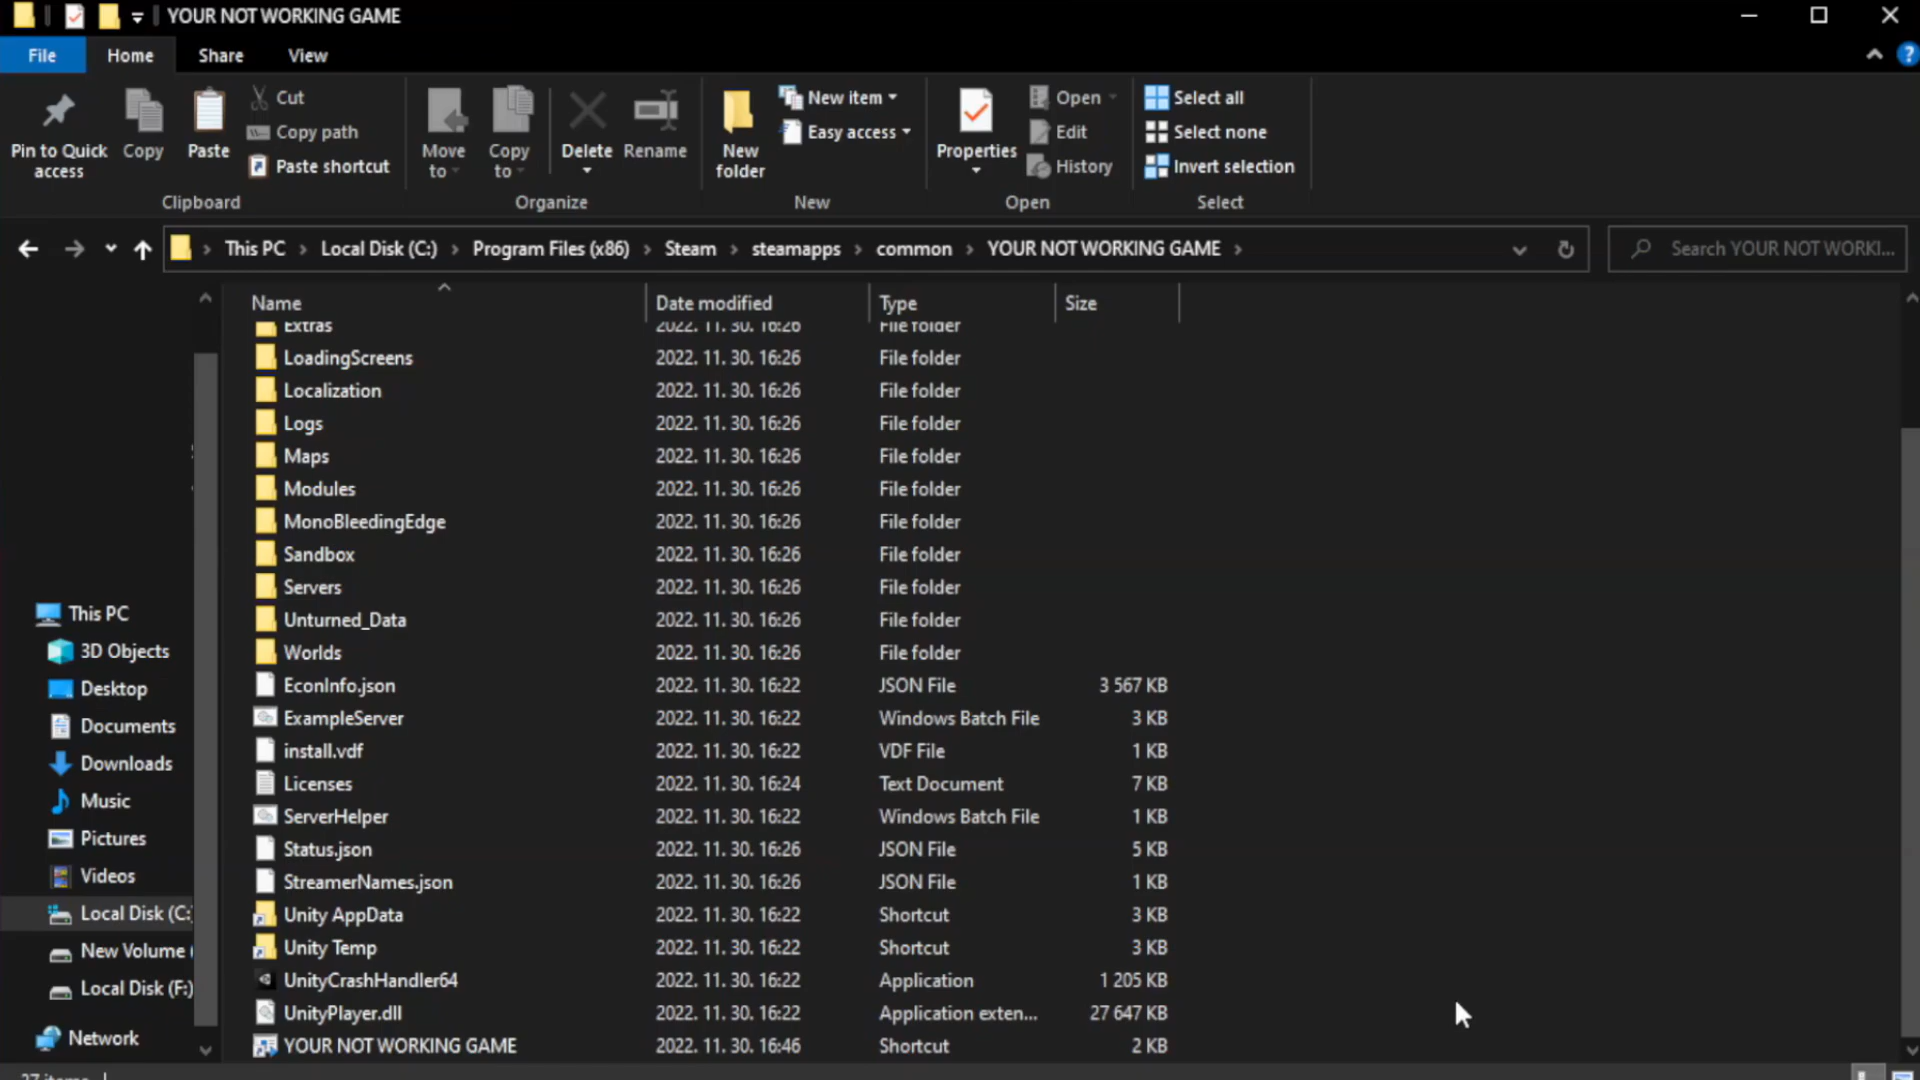 YOUR NOT WORKING GAME
File Home Share View
Pin to Quick access
Copy
Paste
Cut
Copy path
Paste shortcut
Clipboard
Move to
Copy to
Delete
Rename
Organize
New folder
New item
Easy access
New
Properties
Open
Edit
History
Open
Select all
Select none
Invert selection
Select
This PC Local Disk (C:) Program Files (x86) Steam steamapps common YOUR NOT WORKING GAME
Search YOUR NOT WORKI...
This PC
3D Objects
Desktop
Documents
Downloads
Music
Pictures
Videos
Local Disk (C:
New Volume (
Local Disk (F:)
Network
Name Date modified Type Size
Extras 2022. 11. 30. 16:26 File folder
LoadingScreens 2022. 11. 30. 16:26 File folder
Localization 2022. 11. 30. 16:26 File folder
Logs 2022. 11. 30. 16:26 File folder
Maps 2022. 11. 30. 16:26 File folder
Modules 2022. 11. 30. 16:26 File folder
MonoBleedingEdge 2022. 11. 30. 16:26 File folder
Sandbox 2022. 11. 30. 16:26 File folder
Servers 2022. 11. 30. 16:26 File folder
Unturned_Data 2022. 11. 30. 16:26 File folder
Worlds 2022. 11. 30. 16:26 File folder
EconInfo.json 2022. 11. 30. 16:22 JSON File 3 567 KB
ExampleServer 2022. 11. 30. 16:22 Windows Batch File 3 KB
install.vdf 2022. 11. 30. 16:22 VDF File 1 KB
Licenses 2022. 11. 30. 16:24 Text Document 7 KB
ServerHelper 2022. 11. 30. 16:22 Windows Batch File 1 KB
Status.json 2022. 11. 30. 16:26 JSON File 5 KB
StreamerNames.json 2022. 11. 30. 16:26 JSON File 1 KB
Unity AppData 2022. 11. 30. 16:22 Shortcut 3 KB
Unity Temp 2022. 11. 30. 16:22 Shortcut 3 KB
UnityCrashHandler64 2022. 11. 30. 16:22 Application 1 205 KB
UnityPlayer.dll 2022. 11. 30. 16:22 Application exten... 27 647 KB
YOUR NOT WORKING GAME 2022. 11. 30. 16:46 Shortcut 2 KB